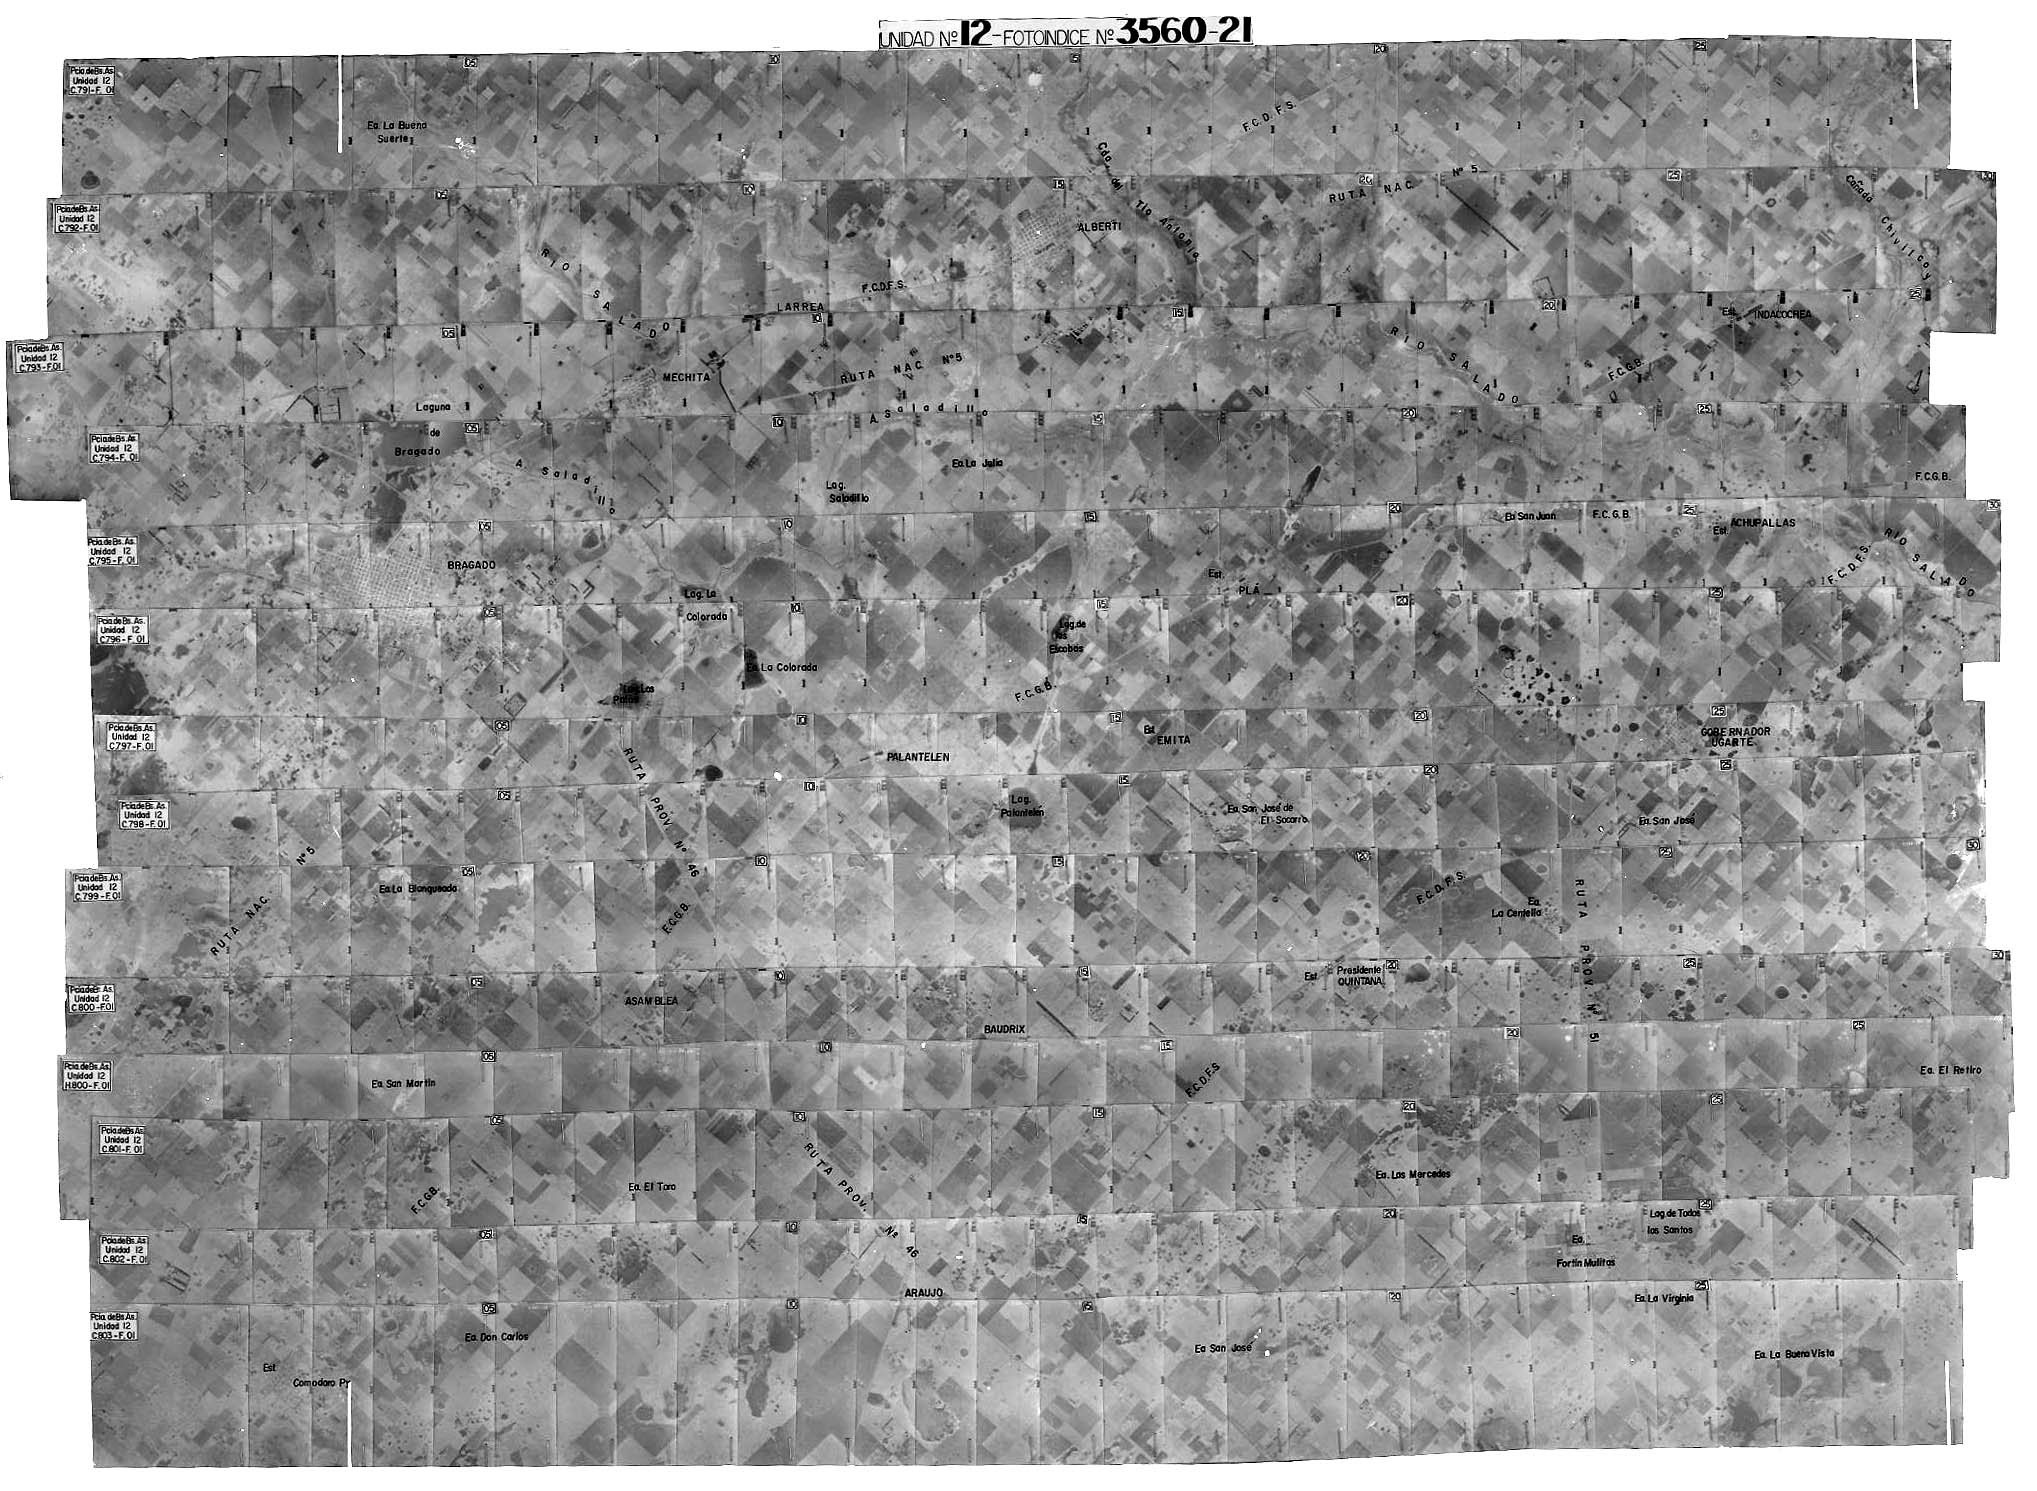 UNIDAD Nº 12 - FOTOINDICE Nº 3560-21
Pcia.deBs.As.
Unidad 12
C.791-F. 01
05
10
15
20
25
Ea. La Buena
Suerte
F.C.D.F.S.
Cda. del
Tío Antonio
Pcia.deBs.As.
Unidad 12
C.792-F.01
05
10
15
20
25
30
RUTA NAC. Nº 5
Cañada Chivilcoy
ALBERTI
RIO SALADO
F.C.D.F.S.
LARREA
Pcia.deBs.As.
Unidad 12
C.793-F.01
05
10
15
20
25
Est. INDACOCHEA
RIO SALADO
F.C.G.B.
MECHITA
RUTA NAC. Nº5
Laguna
de
Bragado
A. Saladillo
Pcia.deBs.As.
Unidad 12
C.794-F. 01
05
10
15
20
25
A. Saladillo
Ea. La Julia
Lag.
Saladillo
F.C.G.B.
Pcia.deBs.As.
Unidad 12
C.795-F. 01
05
10
15
20
25
30
Ea San Juan
F.C.G.B.
Est. ACHUPALLAS
RIO SALADO
F.C.D.F.S.
BRAGADO
Est.
PLÁ
Lag. La
Colorada
Pcia.deBs.As.
Unidad 12
C.796-F. 01
05
10
15
20
25
Lag.de
las
Escobas
Ea. La Colorada
Lag. Los
Patos
F.C.G.B.
Pcia.deBs.As.
Unidad 12
C.797-F. 01
05
10
15
20
25
Est
EMITA
GOBERNADOR
UGARTE
PALANTELEN
RUTA PROV. Nº 46
Pcia.deBs.As.
Unidad 12
C.798-F. 01
05
10
15
20
25
Lag.
Palantelén
Ea. San José de
El Socorro
Ea. San José
RUTA NAC. Nº5
Pcia.deBs.As.
Unidad 12
C.799-F.01
05
10
15
20
25
30
Ea.La Blanqueada
F.C.G.B.
F.C.D.F.S.
Ea.
La Centella
RUTA PROV. Nº 51
Pcia.deBs.As.
Unidad 12
C.800-F.01
05
10
15
20
25
30
Est. Presidente
QUINTANA
ASAMBLEA
BAUDRIX
Pcia.deBs.As.
Unidad 12
H.800-F. 01
05
10
15
20
25
Ea. San Martín
F.C.D.F.S
Ea. El Retiro
Pcia.deBs.As.
Unidad 12
C.801-F. 01
05
10
15
20
25
RUTA PROV. Nº 46
Ea. Las Mercedes
Ea. El Toro
F.C.G.B.
Pcia.deBs.As.
Unidad 12
C.802-F. 01
05
10
15
20
25
Lag.de Todos
los Santos
Ea.
Fortín Mulitas
ARAUJO
Pcia. deBs.As.
Unidad 12
C.803-F. 01
05
10
15
20
25
Ea. La Virginia
Ea. Don Carlos
Ea San José
Ea. La BuenaVista
Est
Comodoro Py